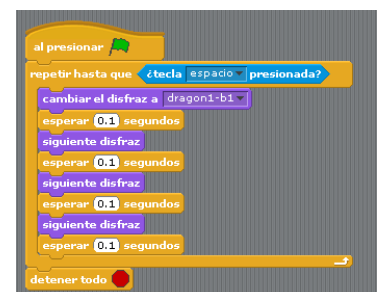 al presionar
repetir hasta que ¿tecla espacio presionada?
cambiar el disfraz a dragon1-b1
esperar 0.1 segundos
siguiente disfraz
esperar 0.1 segundos
siguiente disfraz
esperar 0.1 segundos
siguiente disfraz
esperar 0.1 segundos
detener todo